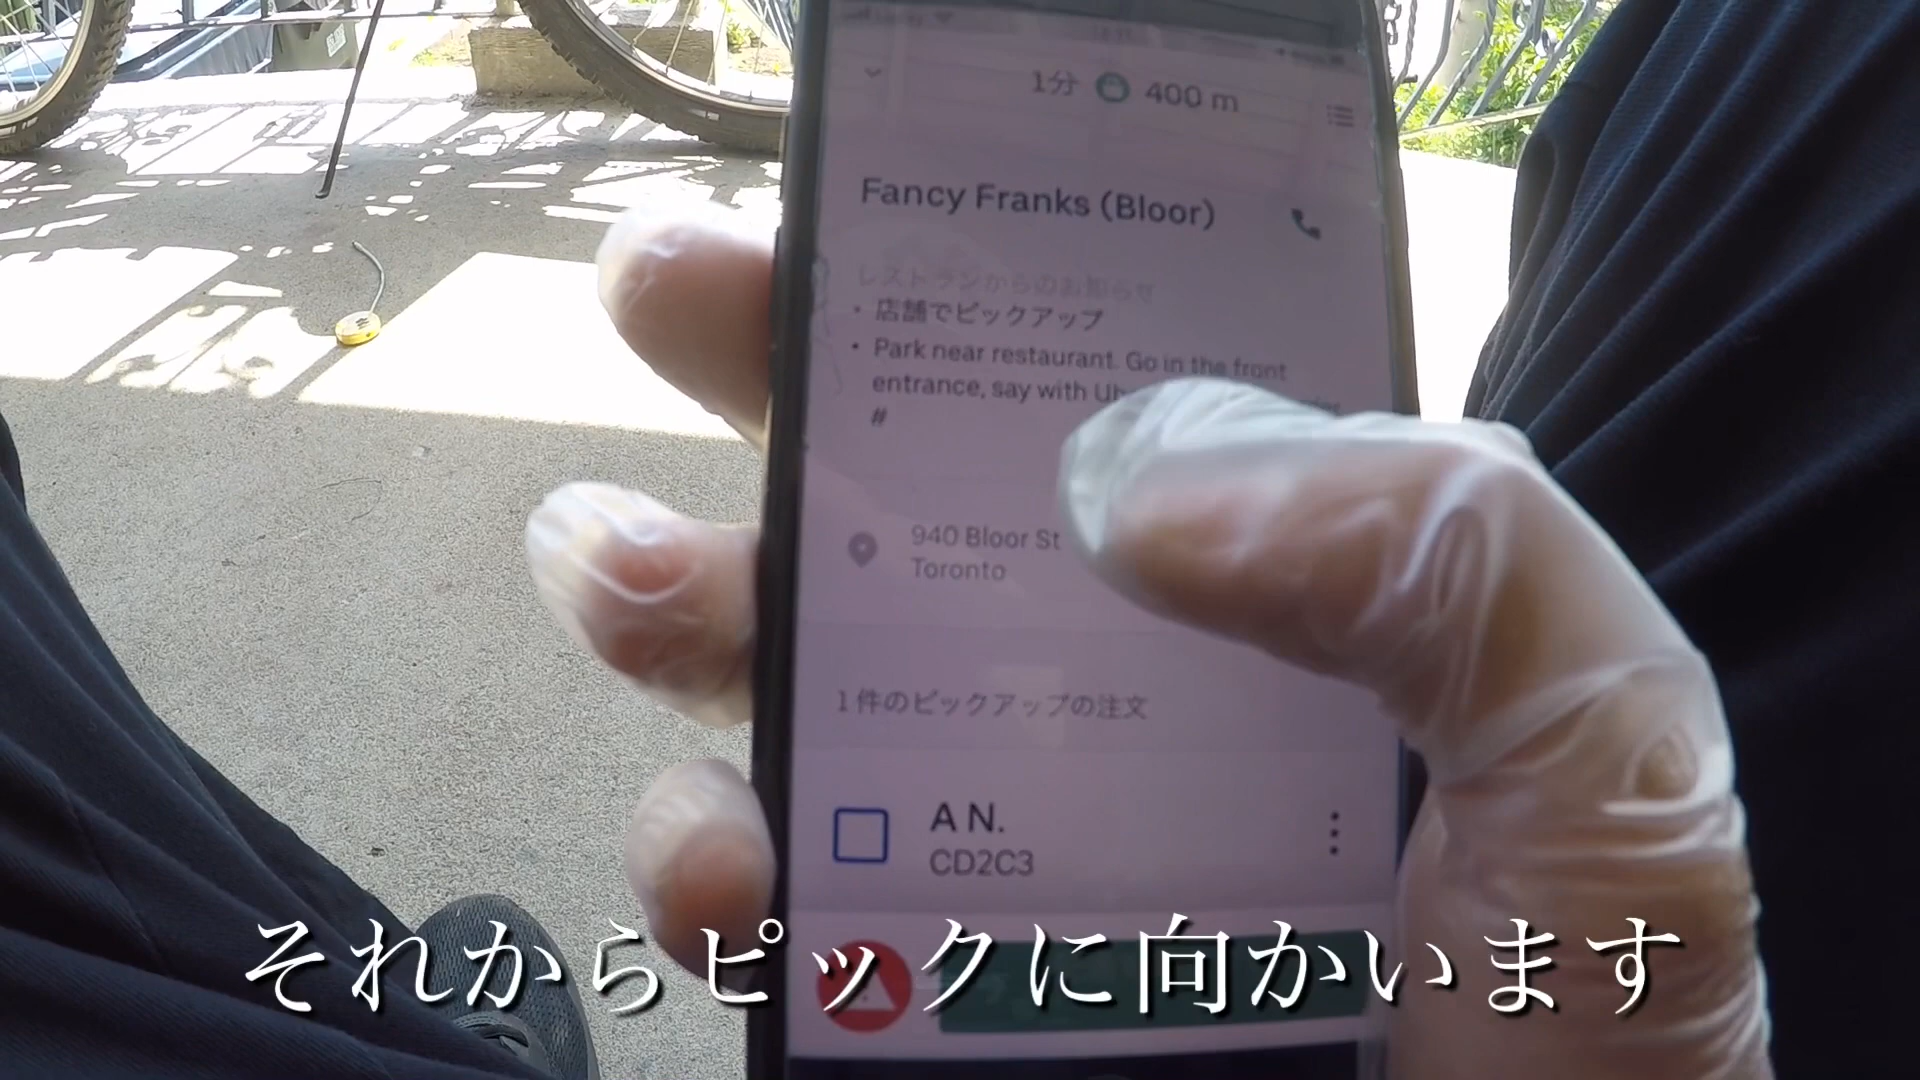 1分 400 m
Fancy Franks (Bloor)
レストランからのお知らせ
・店舗でピックアップ
・Park near restaurant. Go in the front
entrance, say with
#
940 Bloor St
Toronto
1件のピックアップの注文
A N.
CD2C3
それからピックに向かいます